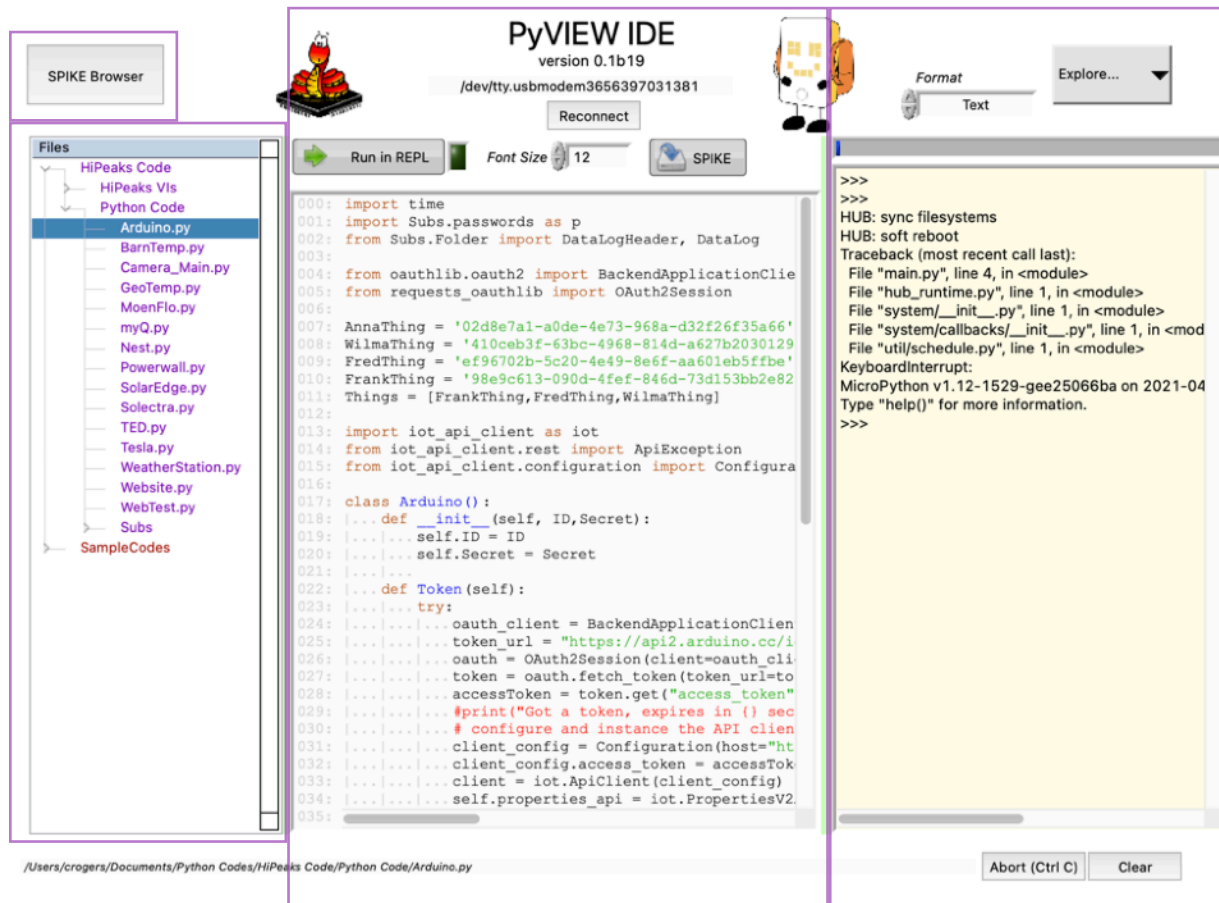 SPIKE Browser
Files
HiPeaks Code
HiPeaks VIs
Python Code
Arduino.py
BarnTemp.py
Camera_Main.py
GeoTemp.py
MoenFlo.py
myQ.py
Nest.py
Powerwall.py
SolarEdge.py
Solectra.py
TED.py
Tesla.py
WeatherStation.py
Website.py
WebTest.py
Subs
SampleCodes
PyVIEW IDE
version 0.1b19
/dev/tty.usbmodem3656397031381
Reconnect
Run in REPL
Font Size 12
SPIKE
000: import time
001: import Subs.passwords as p
002: from Subs.Folder import DataLogHeader, DataLog
003:
004: from oauthlib.oauth2 import BackendApplicationClie
005: from requests_oauthlib import OAuth2Session
006:
007: AnnaThing = '02d8e7a1-a0de-4e73-968a-d32f26f35a66'
008: WilmaThing = '410ceb3f-63bc-4968-814d-a627b2030129
009: FredThing = 'ef96702b-5c20-4e49-8e6f-aa601eb5ffbe'
010: FrankThing = '98e9c613-090d-4fef-846d-73d153bb2e82
011: Things = [FrankThing,FredThing,WilmaThing]
012:
013: import iot_api_client as iot
014: from iot_api_client.rest import ApiException
015: from iot_api_client.configuration import Configura
016:
017: class Arduino():
018: |...def __init__(self, ID,Secret):
019: |...|...self.ID = ID
020: |...|...self.Secret = Secret
021: |...|...
022: |...def Token(self):
023: |...|...try:
024: |...|...|...oauth_client = BackendApplicationClien
025: |...|...|...token_url = "https://api2.arduino.cc/i
026: |...|...|...oauth = OAuth2Session(client=oauth_cli
027: |...|...|...token = oauth.fetch_token(token_url=to
028: |...|...|...accessToken = token.get("access_token"
029: |...|...|...#print("Got a token, expires in {} sec
030: |...|...|...# configure and instance the API clien
031: |...|...|...client_config = Configuration(host="ht
032: |...|...|...client_config.access_token = accessTok
033: |...|...|...client = iot.ApiClient(client_config)
034: |...|...|...self.properties_api = iot.PropertiesV2
035:
Format
Text
Explore...
>>>
>>>
HUB: sync filesystems
HUB: soft reboot
Traceback (most recent call last):
File "main.py", line 4, in <module>
File "hub_runtime.py", line 1, in <module>
File "system/__init__.py", line 1, in <module>
File "system/callbacks/__init__.py", line 1, in <mod
File "util/schedule.py", line 1, in <module>
KeyboardInterrupt:
MicroPython v1.12-1529-gee25066ba on 2021-04
Type "help()" for more information.
>>>
/Users/crogers/Documents/Python Codes/HiPeaks Code/Python Code/Arduino.py
Abort (Ctrl C)
Clear